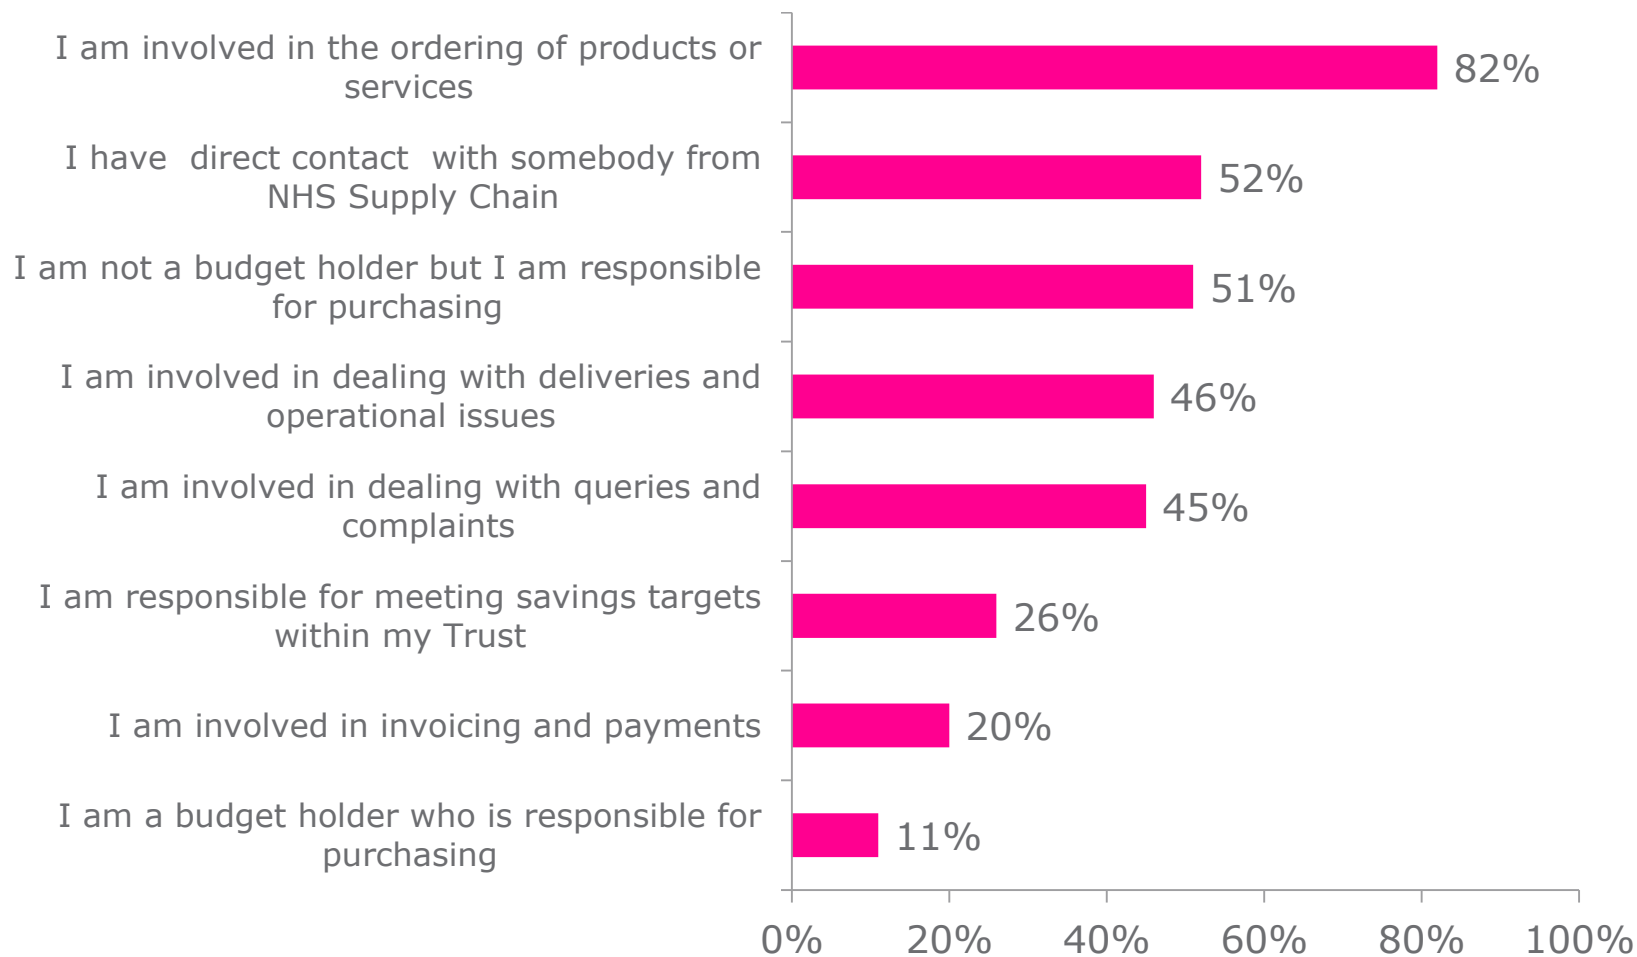 I am involved in the ordering of products or
services
82%
I have  direct contact  with somebody from
NHS Supply Chain
52%
I am not a budget holder but I am responsible
for purchasing
51%
I am involved in dealing with deliveries and
operational issues
46%
I am involved in dealing with queries and
complaints
45%
I am responsible for meeting savings targets
within my Trust
26%
I am involved in invoicing and payments
20%
I am a budget holder who is responsible for
purchasing
11%
0% 20% 40% 60% 80% 100%